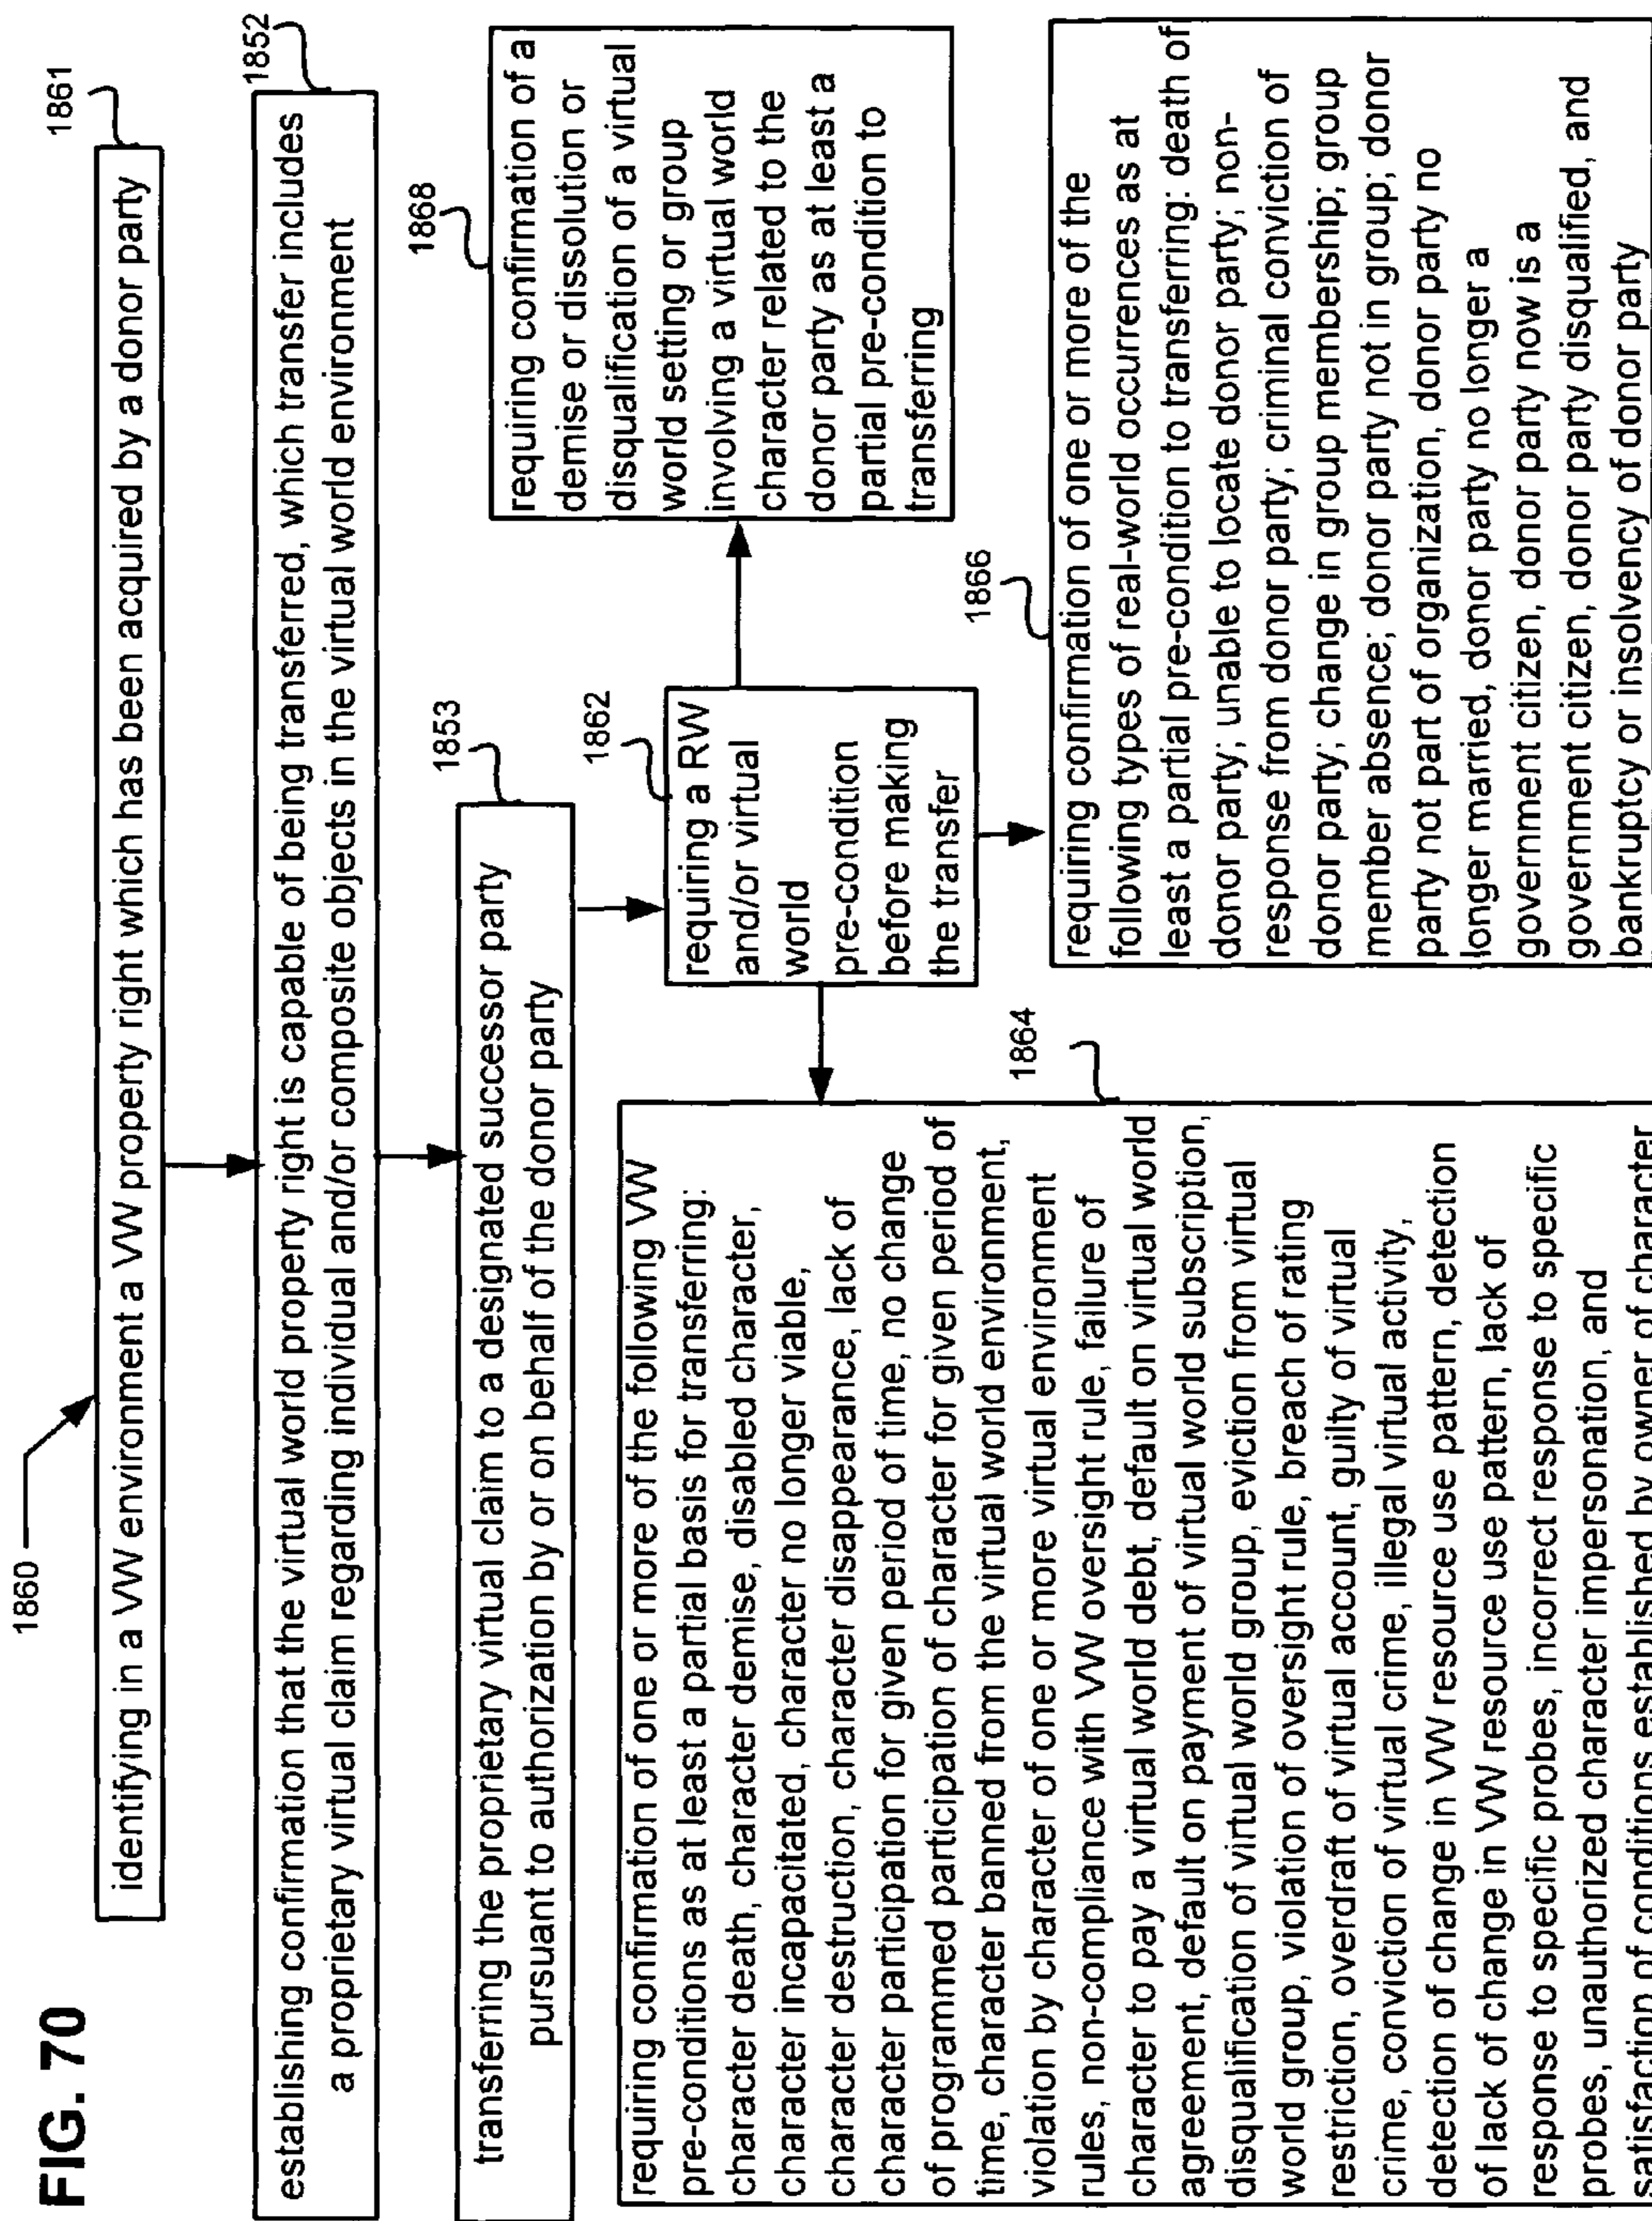 FIG. 70
1860
1861
identifying in a VW environment a VW property right which has been acquired by a donor party
1852
establishing confirmation that the virtual world property right is capable of being transferred, which transfer includes
a proprietary virtual claim regarding individual and/or composite objects in the virtual world environment
1853
transferring the proprietary virtual claim to a designated successor party
pursuant to authorization by or on behalf of the donor party
1862
requiring a RW
and/or virtual
world
pre-condition
before making
the transfer
1868
requiring confirmation of a
demise or dissolution or
disqualification of a virtual
world setting or group
involving a virtual world
character related to the
donor party as at least a
partial pre-condition to
transferring
1864
requiring confirmation of one or more of the following VW
pre-conditions as at least a partial basis for transferring:
character death, character demise, disabled character,
character incapacitated, character no longer viable,
character destruction, character disappearance, lack of
character participation for given period of time, no change
of programmed participation of character for given period of
time, character banned from the virtual world environment,
violation by character of one or more virtual environment
rules, non-compliance with VW oversight rule, failure of
character to pay a virtual world debt, default on virtual world
agreement, default on payment of virtual world subscription,
disqualification of virtual world group, eviction from virtual
world group, violation of oversight rule, breach of rating
restriction, overdraft of virtual account, guilty of virtual
crime, conviction of virtual crime, illegal virtual activity,
detection of change in VW resource use pattern, detection
of lack of change in VW resource use pattern, lack of
response to specific probes, incorrect response to specific
probes, unauthorized character impersonation, and
satisfaction of conditions established by owner of character
1866
requiring confirmation of one or more of the
following types of real-world occurrences as at
least a partial pre-condition to transferring: death of
donor party; unable to locate donor party; non-
response from donor party; criminal conviction of
donor party; change in group membership; group
member absence; donor party not in group; donor
party not part of organization, donor party no
longer married, donor party no longer a
government citizen, donor party now is a
government citizen, donor party disqualified, and
bankruptcy or insolvency of donor party